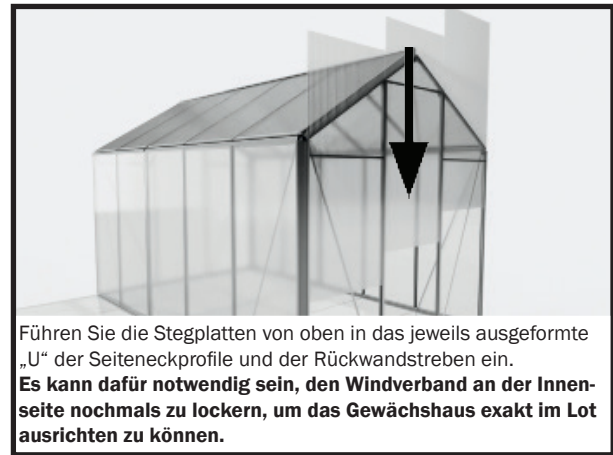 Führen Sie die Stegplatten von oben in das jeweils ausgeformte
„U“ der Seiteneckprofile und der Rückwandstreben ein.
Es kann dafür notwendig sein, den Windverband an der Innen-
seite nochmals zu lockern, um das Gewächshaus exakt im Lot
ausrichten zu können.